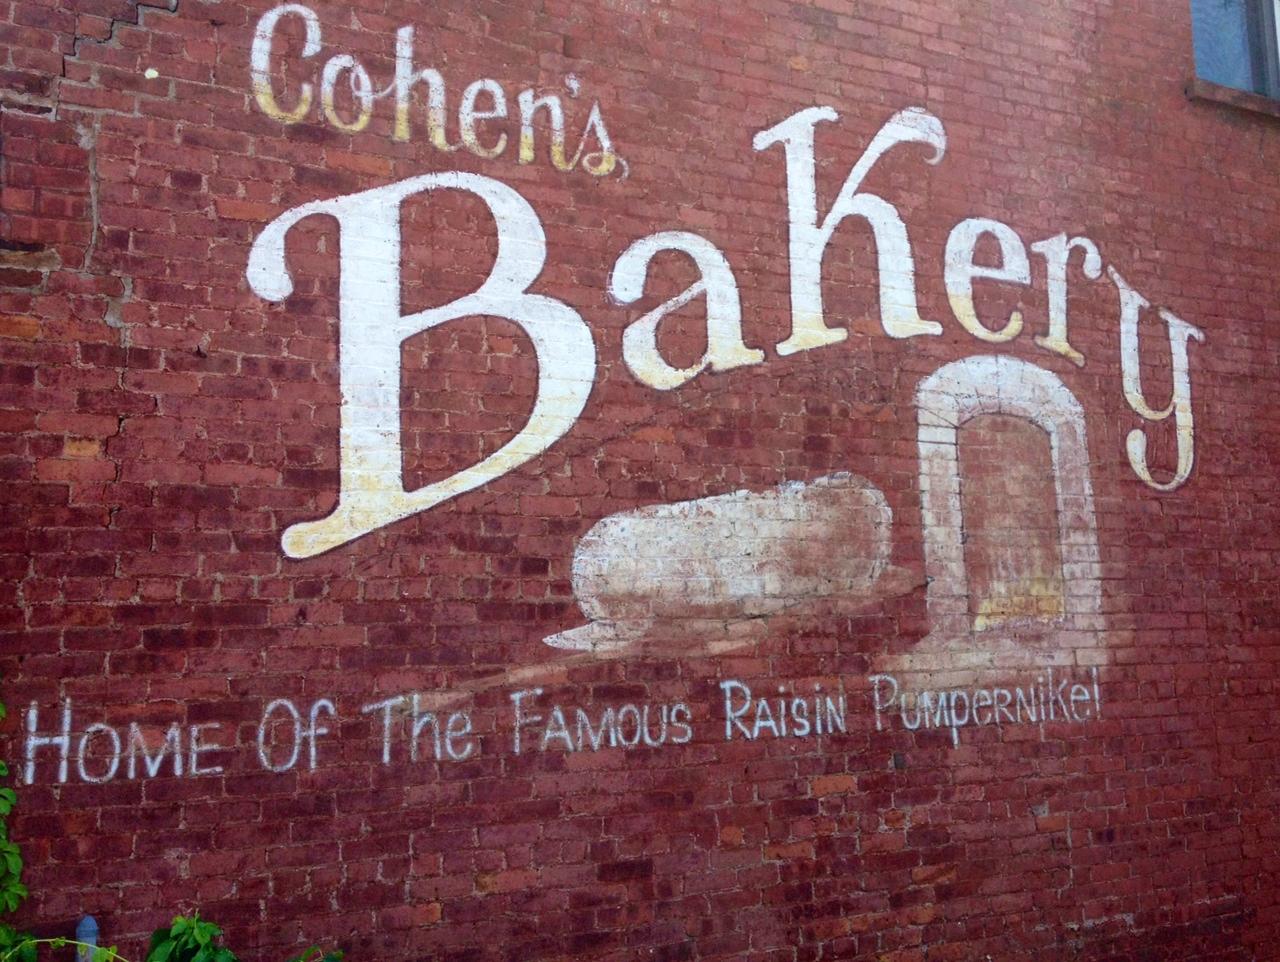 Cohen's
Bakery
Home Of The Famous Raisin Pumpernikel